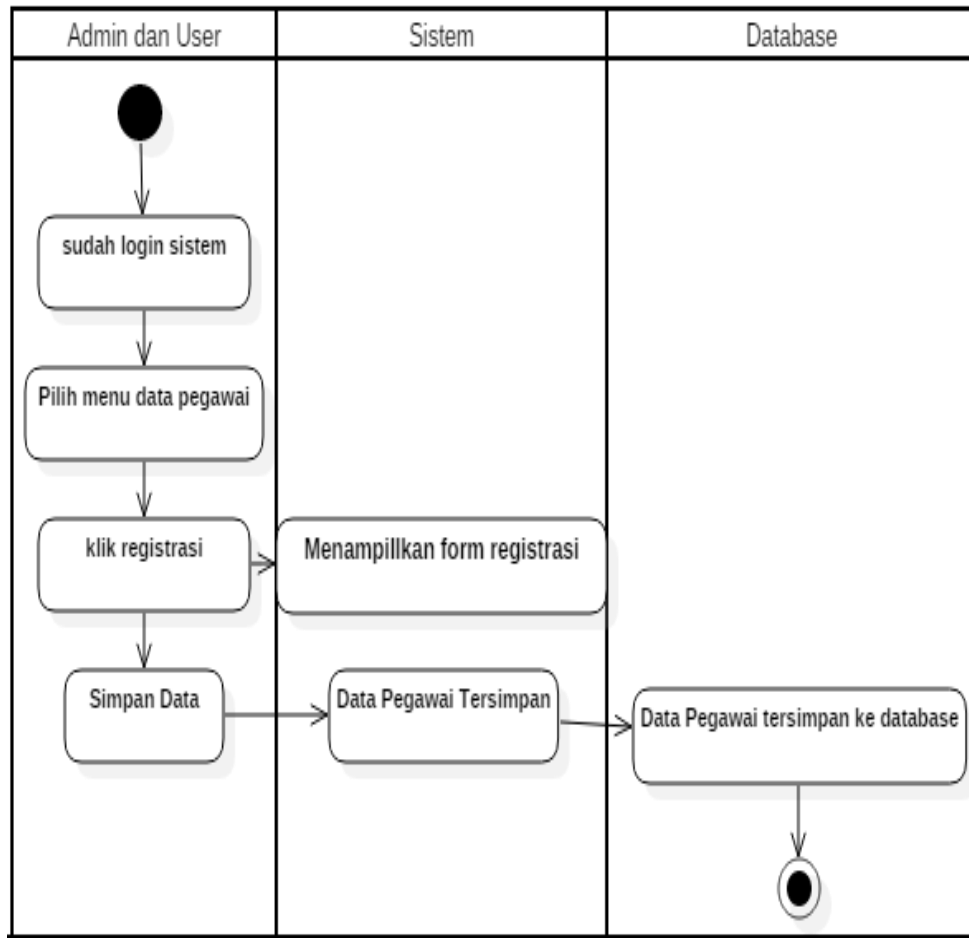 Admin dan User
Sistem
Database
sudah login sistem
Pilih menu data pegawai
klik registrasi
Menampillkan form registrasi
Simpan Data
Data Pegawai Tersimpan
Data Pegawai tersimpan ke database